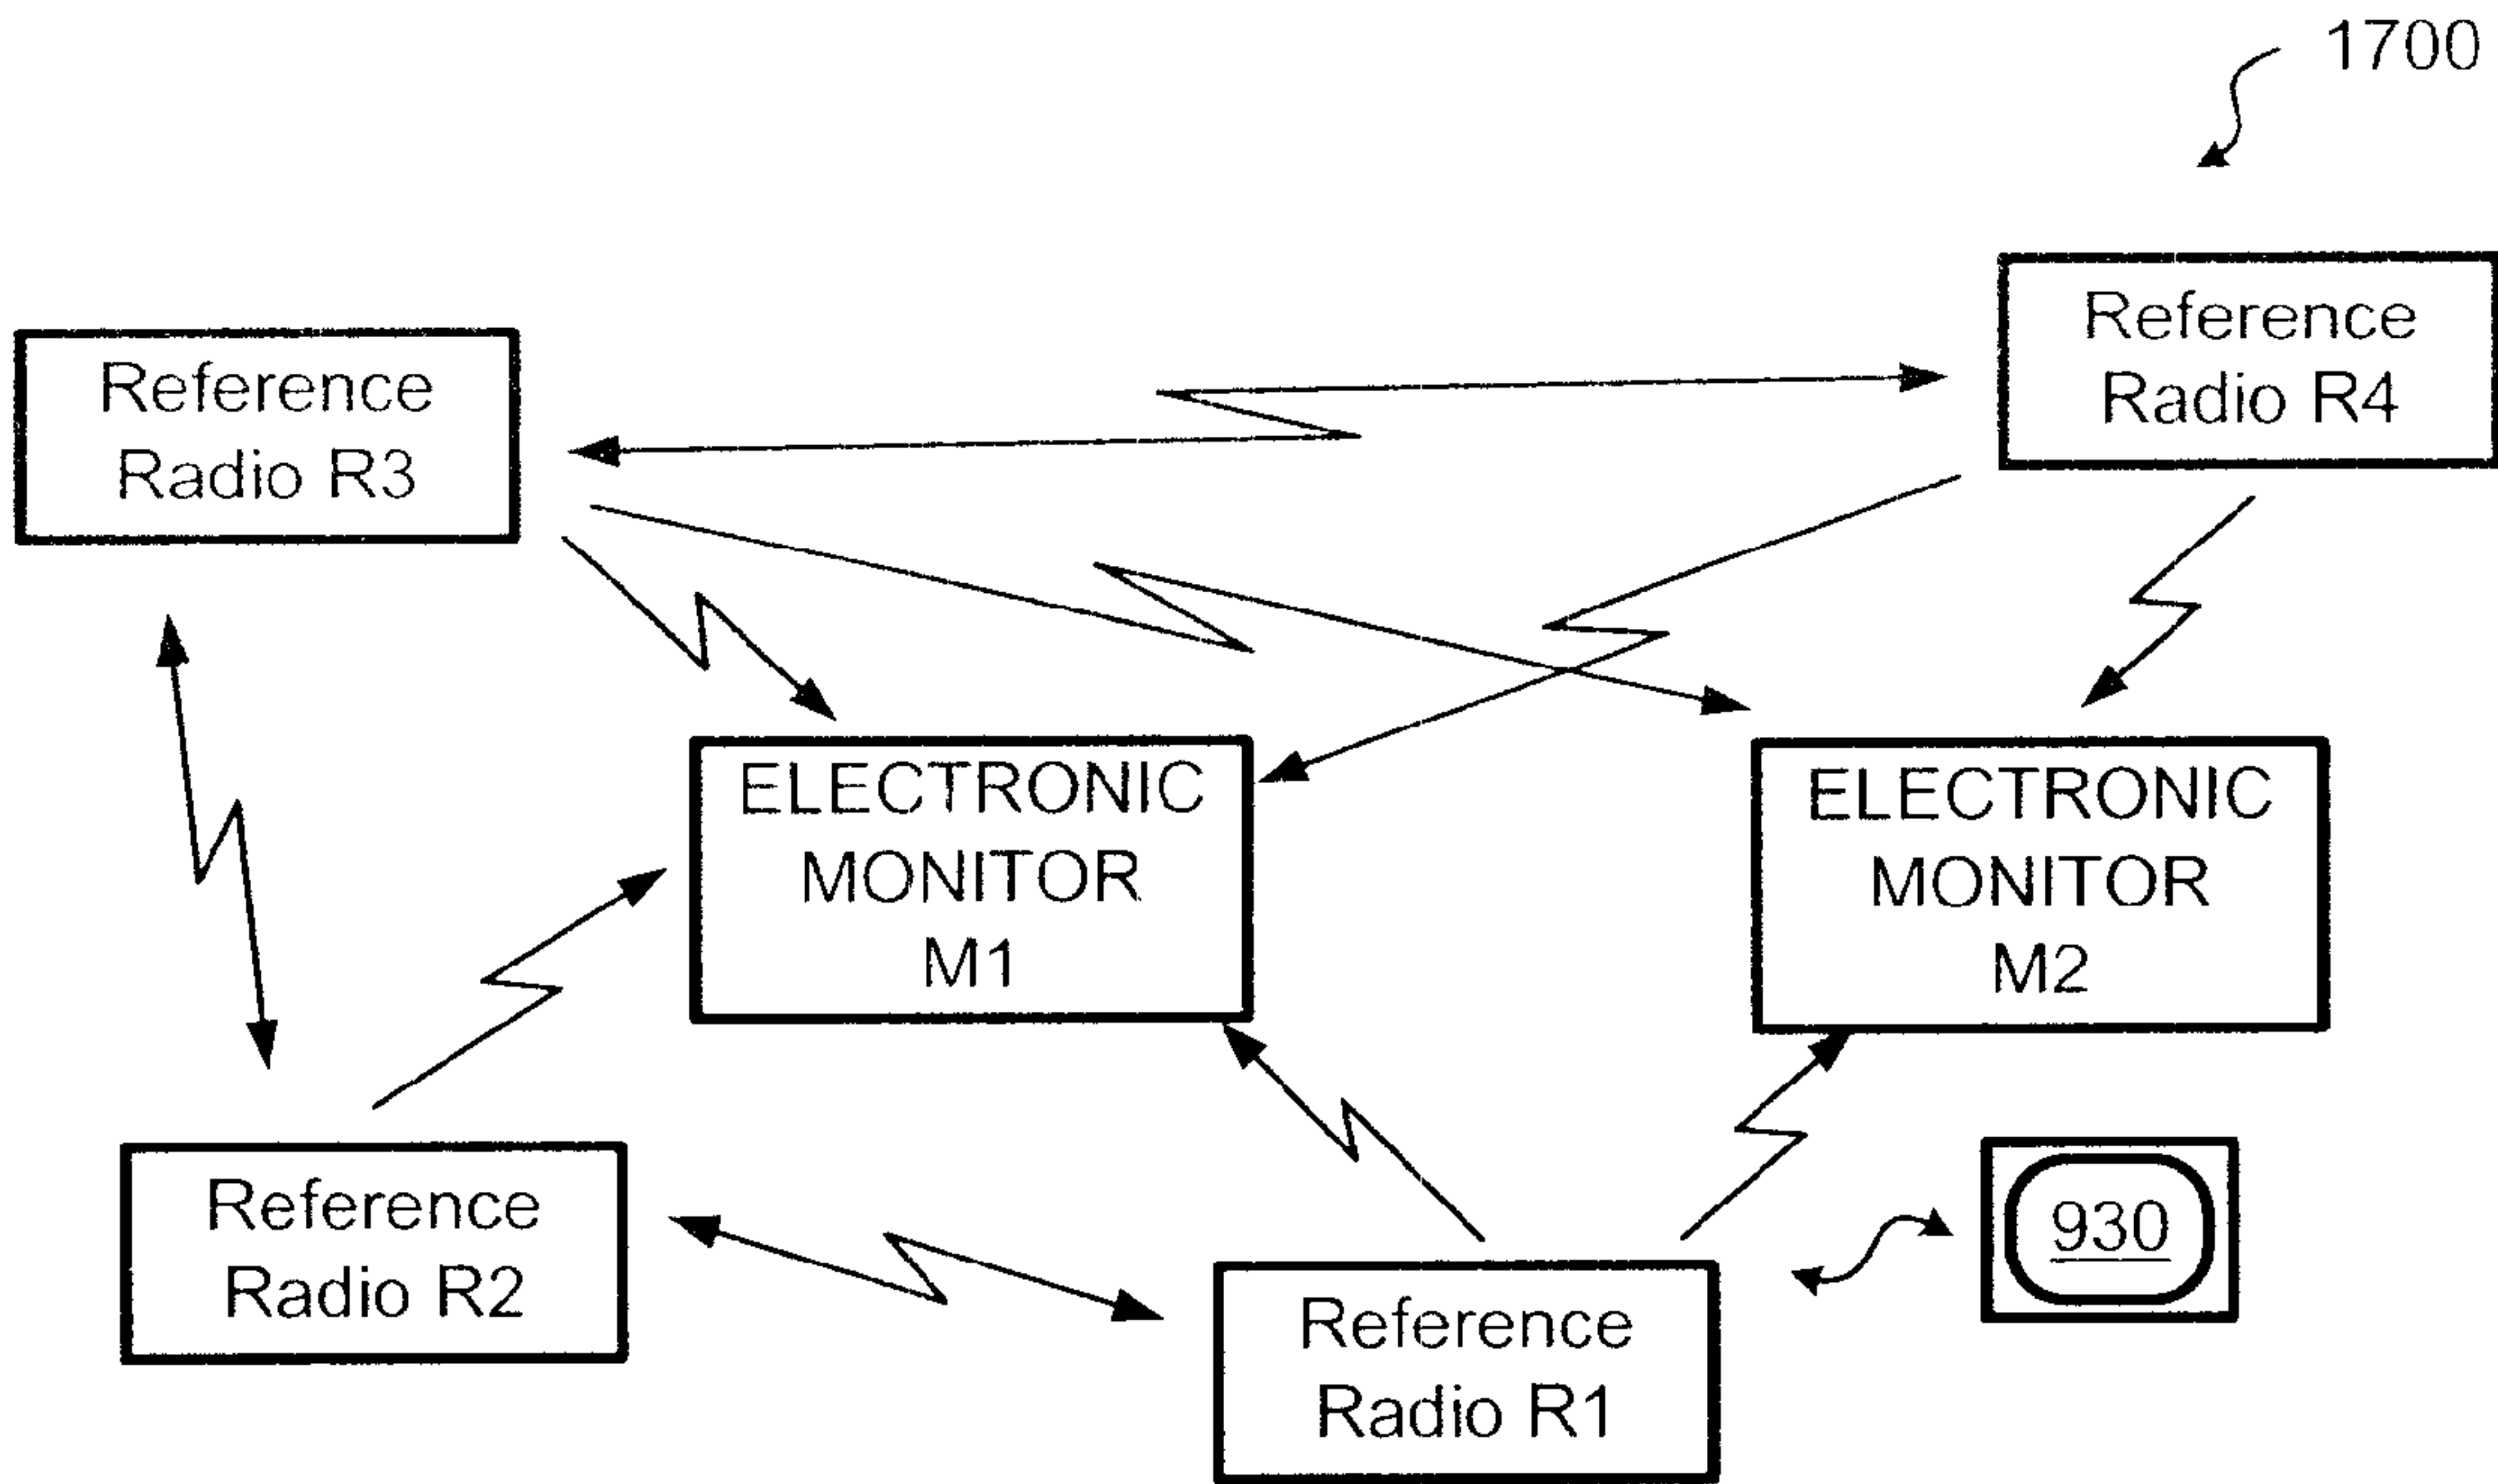 1700
Reference
Radio R4
Reference
Radio R3
ELECTRONIC
MONITOR
M1
ELECTRONIC
MONITOR
M2
Reference
Radio R2
930
Reference
Radio R1